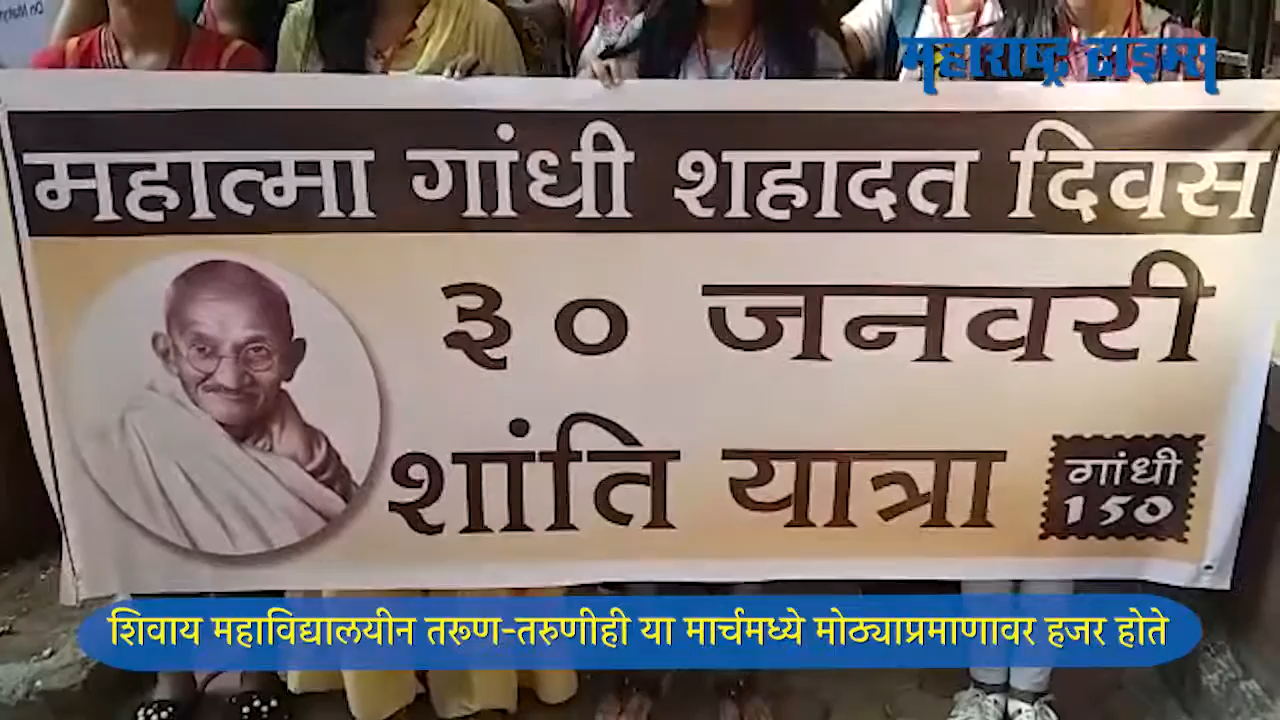 महाराष्ट्र टाइम्स
महात्मा गांधी शहादत दिवस
३० जनवरी
शांति यात्रा
गांधी
150
शिवाय महाविद्यालयीन तरूण-तरुणीही या मार्चमध्ये मोठ्याप्रमाणावर हजर होते